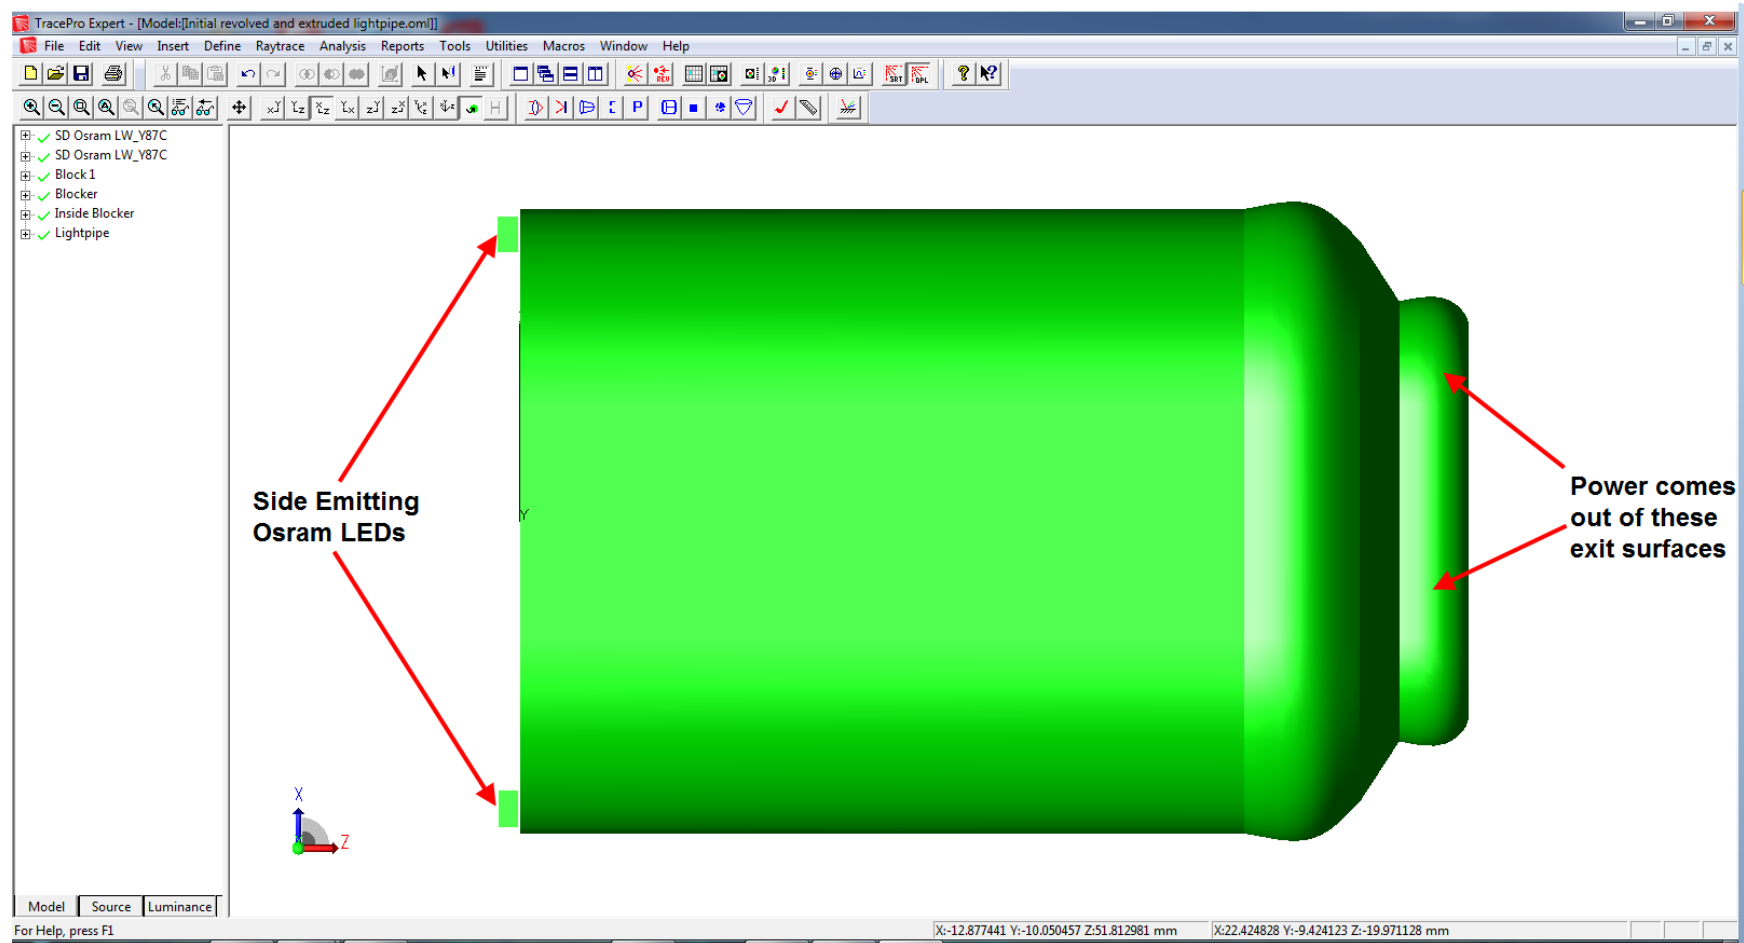 TracePro Expert - [Model:[Initial revolved and extruded lightpipe.oml]]
File Edit View Insert Define Raytrace Analysis Reports Tools Utilities Macros Window Help
SD Osram LW_Y87C
SD Osram LW_Y87C
Block 1
Blocker
Inside Blocker
Lightpipe
Side Emitting
Osram LEDs
Y
Power comes
out of these
exit surfaces
X
Z
Model Source Luminance
For Help, press F1
X:-12.877441 Y:-10.050457 Z:51.812981 mm
X:22.424828 Y:-9.424123 Z:-19.971128 mm